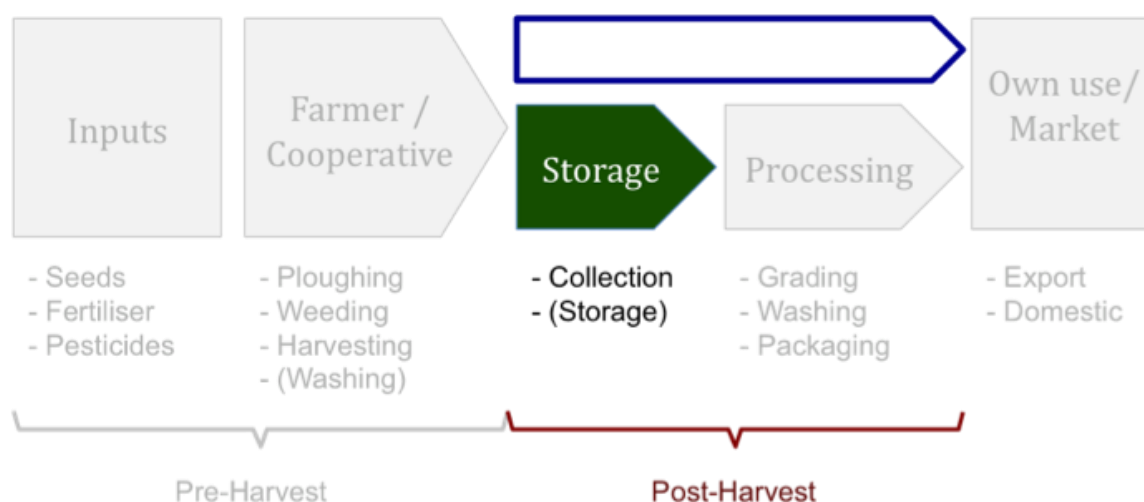 Inputs
Farmer /
Cooperative
Storage
Processing
Own use/
Market
- Seeds
- Fertiliser
- Pesticides
- Ploughing
- Weeding
- Harvesting
- (Washing)
- Collection
- (Storage)
- Grading
- Washing
- Packaging
- Export
- Domestic
Pre-Harvest
Post-Harvest